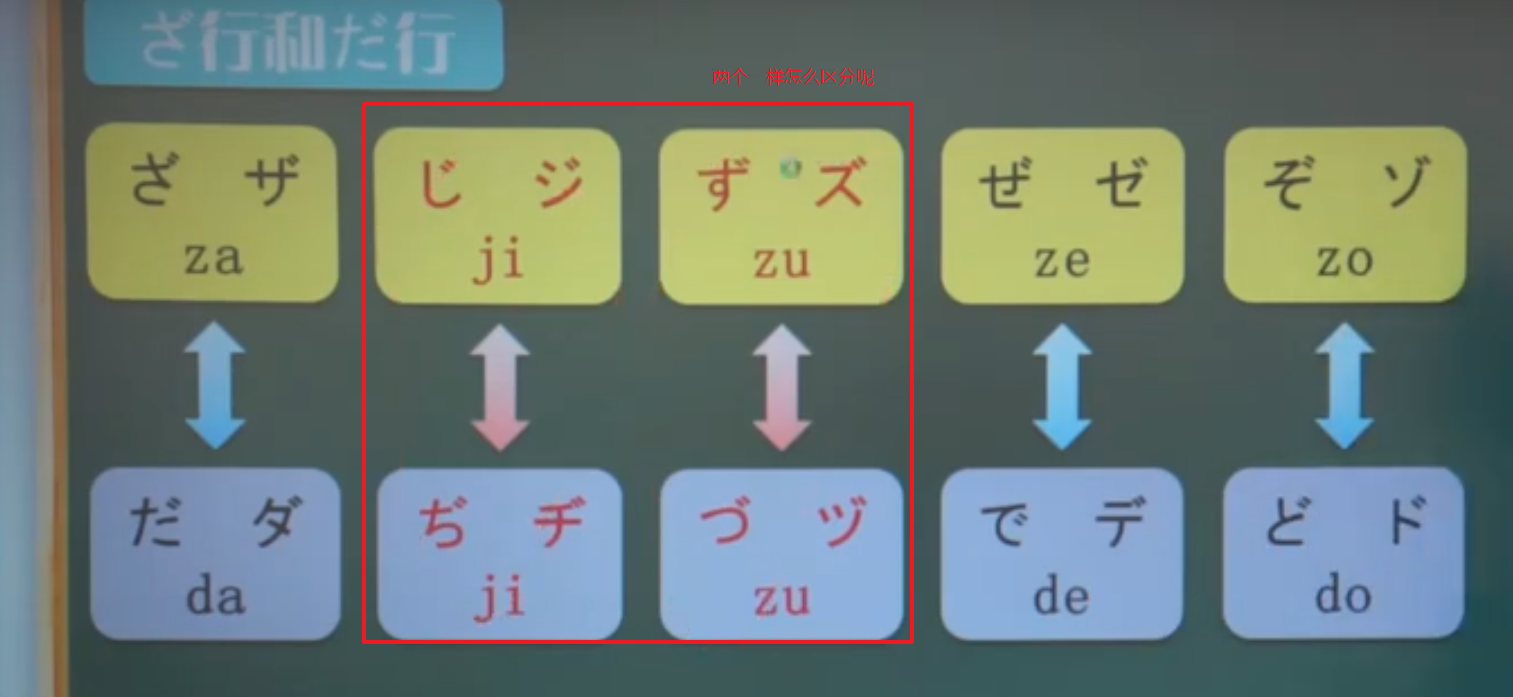 ざ行和だ行
两个一样怎么区分呢
ざ ザ じ ジ ず ズ ぜ ゼ ぞ ゾ
za ji zu ze zo
だ ダ ぢ ヂ づ ヅ で デ ど ド
da ji zu de do